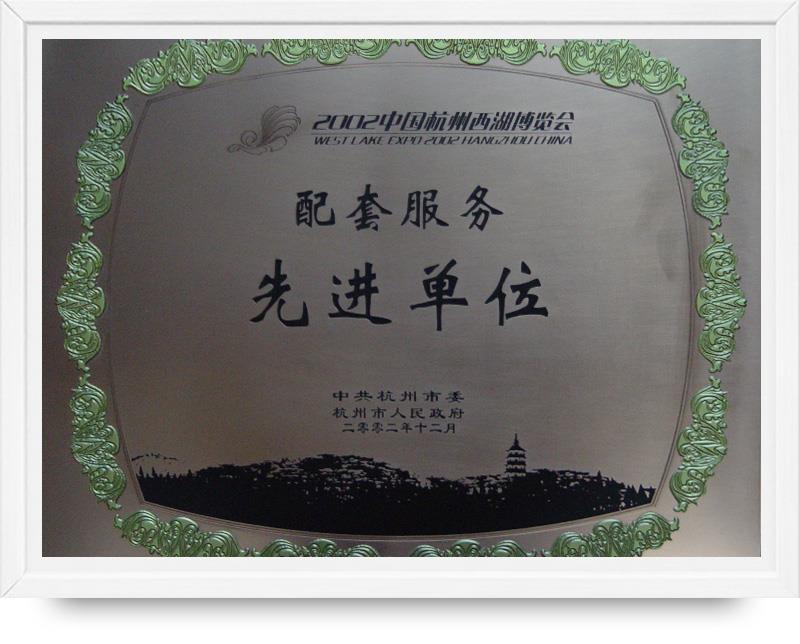 2002中国杭州西湖博览会
WEST LAKE EXPO 2002 HANGZHOU CHINA
配套服务
先进单位
中共杭州市委
杭州市人民政府
二零零二年十二月